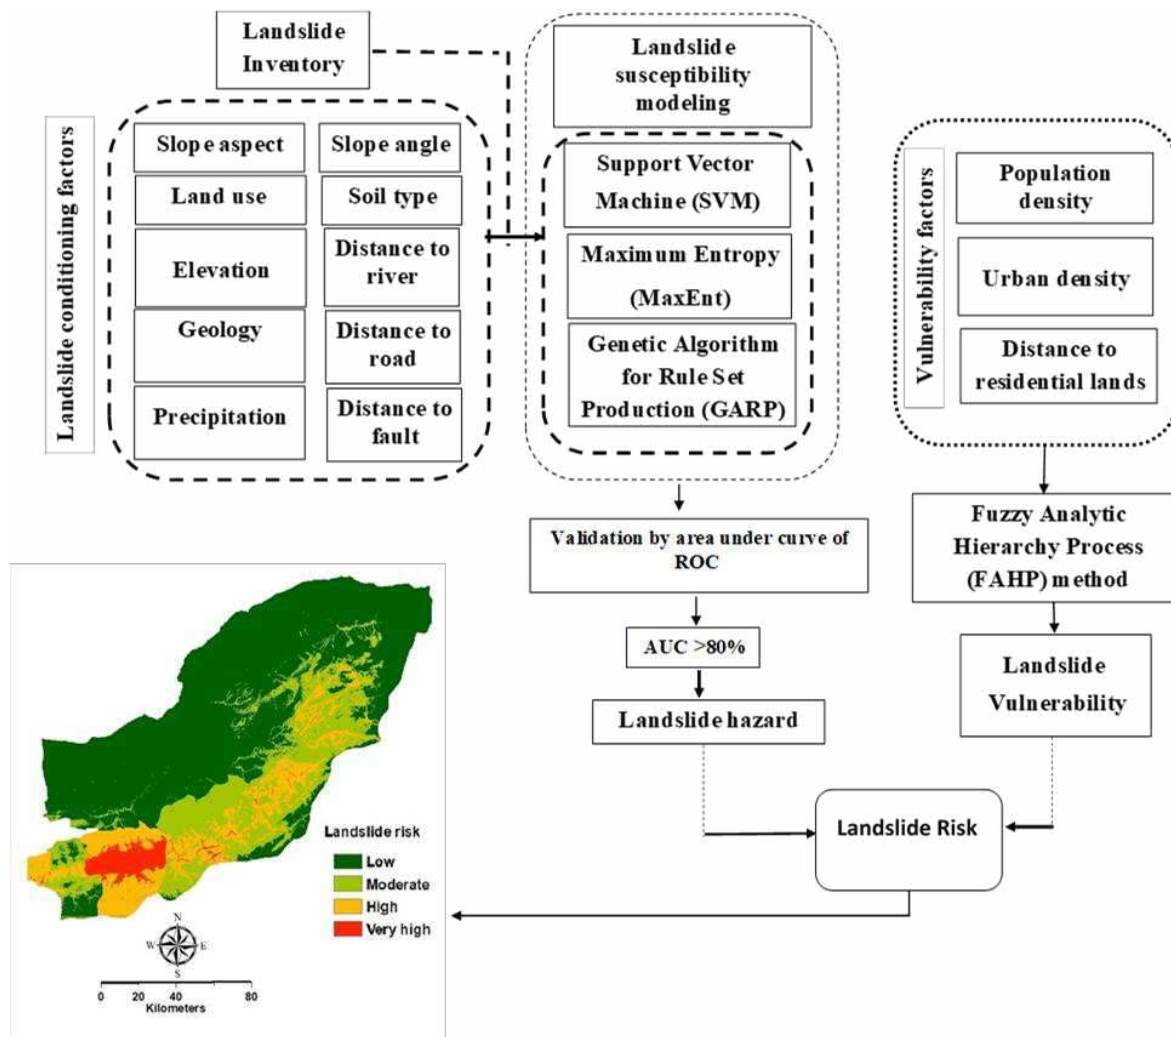 Landslide
Inventory
Landslide conditioning factors
Slope aspect
Slope angle
Land use
Soil type
Elevation
Distance to
river
Geology
Distance to
road
Precipitation
Distance to
fault
Landslide
susceptibility
modeling
Support Vector
Machine (SVM)
Maximum Entropy
(MaxEnt)
Genetic Algorithm
for Rule Set
Production (GARP)
Vulnerability factors
Population
density
Urban density
Distance to
residential lands
Validation by area under curve of
ROC
AUC >80%
Landslide hazard
Fuzzy Analytic
Hierarchy Process
(FAHP) method
Landslide
Vulnerability
Landslide Risk
Landslide risk
Low
Moderate
High
Very high
N
W
E
S
0 20 40 80
Kilometers